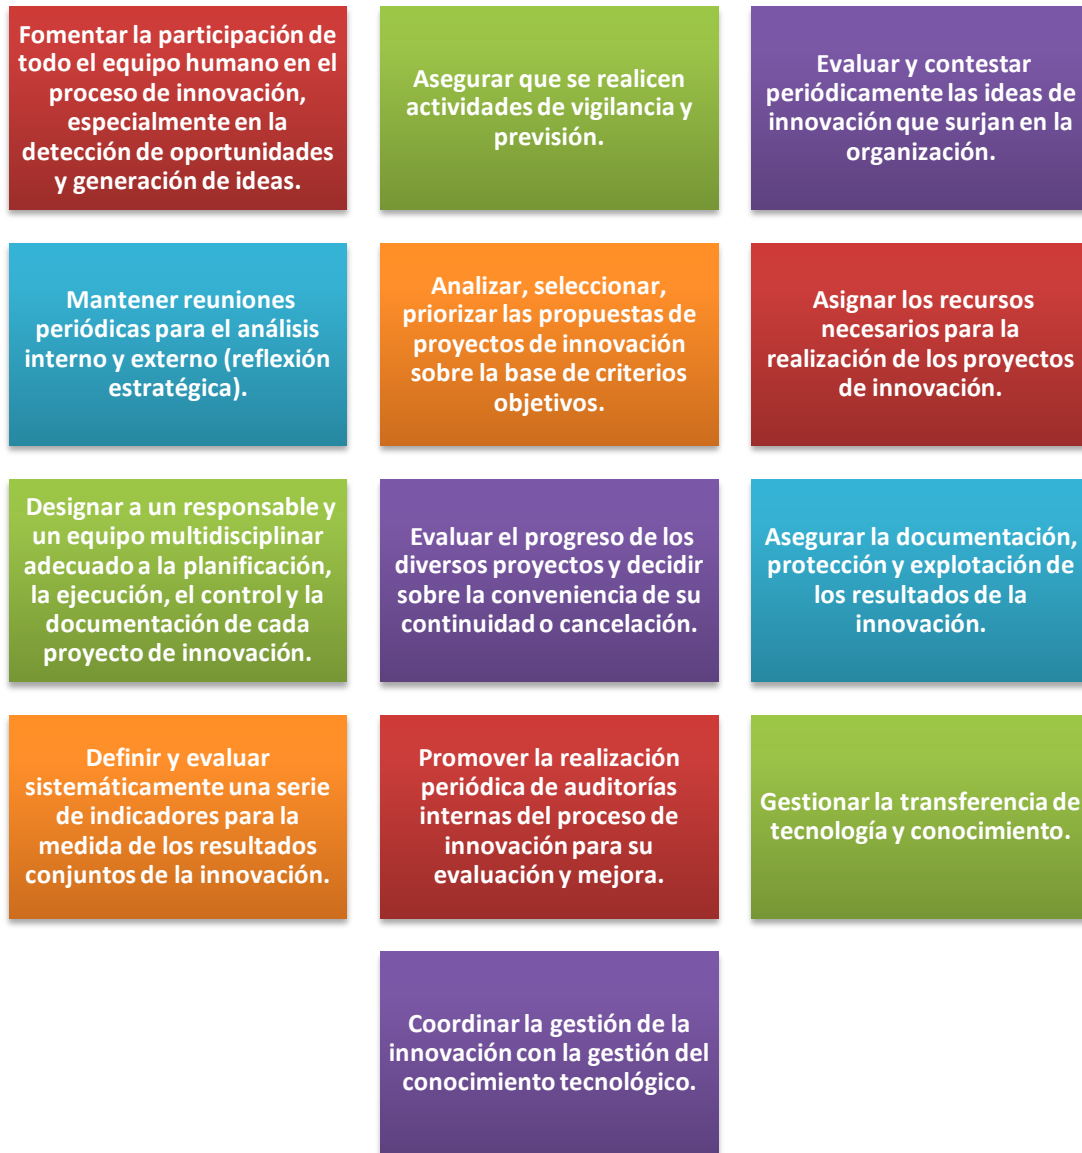 Fomentar la participación de
todo el equipo humano en el
proceso de innovación,
especialmente en la
detección de oportunidades
y generación de ideas.
Asegurar que se realicen
actividades de vigilancia y
previsión.
Evaluar y contestar
periódicamente las ideas de
innovación que surjan en la
organización.
Mantener reuniones
periódicas para el análisis
interno y externo (reflexión
estratégica).
Analizar, seleccionar,
priorizar las propuestas de
proyectos de innovación
sobre la base de criterios
objetivos.
Asignar los recursos
necesarios para la
realización de los proyectos
de innovación.
Designar a un responsable y
un equipo multidisciplinar
adecuado a la planificación,
la ejecución, el control y la
documentación de cada
proyecto de innovación.
Evaluar el progreso de los
diversos proyectos y decidir
sobre la conveniencia de su
continuidad o cancelación.
Asegurar la documentación,
protección y explotación de
los resultados de la
innovación.
Definir y evaluar
sistemáticamente una serie
de indicadores para la
medida de los resultados
conjuntos de la innovación.
Promover la realización
periódica de auditorías
internas del proceso de
innovación para su
evaluación y mejora.
Gestionar la transferencia de
tecnología y conocimiento.
Coordinar la gestión de la
innovación con la gestión del
conocimiento tecnológico.